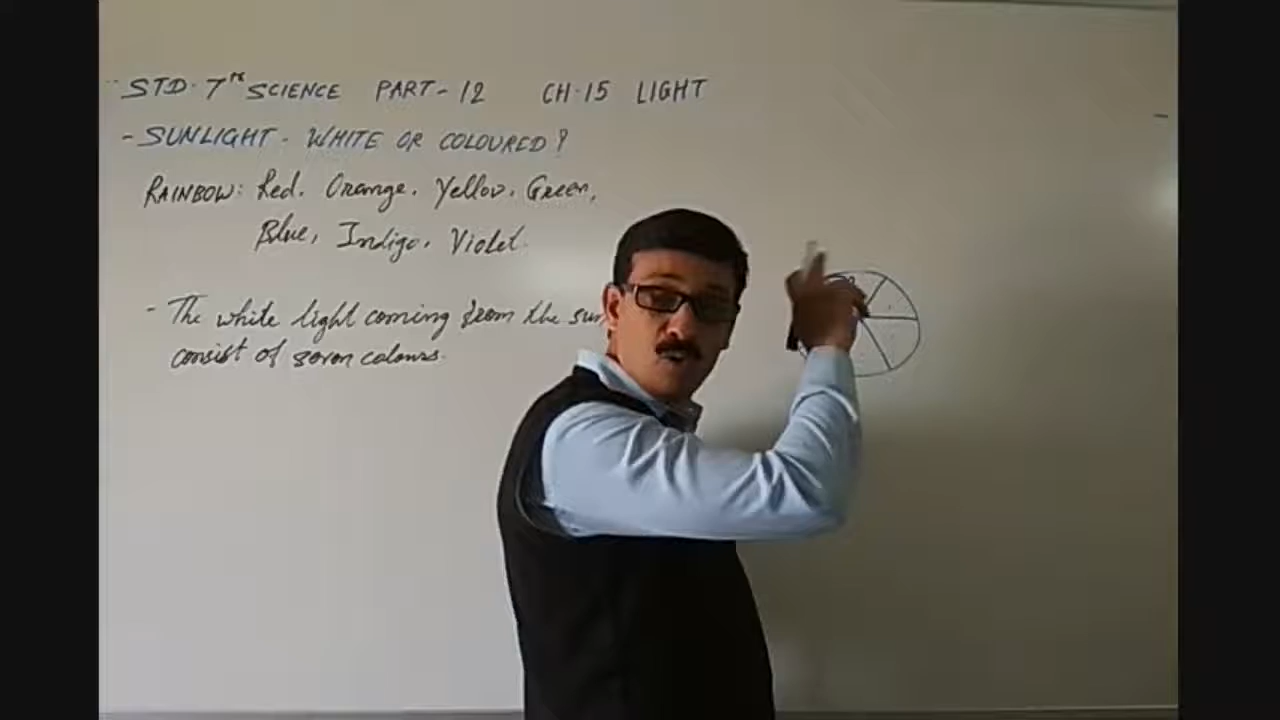 STD. 7TH SCIENCE PART-12 CH.15 LIGHT
- SUNLIGHT - WHITE OR COLOURED?
RAINBOW: Red. Orange. Yellow. Green,
Blue, Indigo. Violet.
- The white light coming from the sun
consist of seven colours.